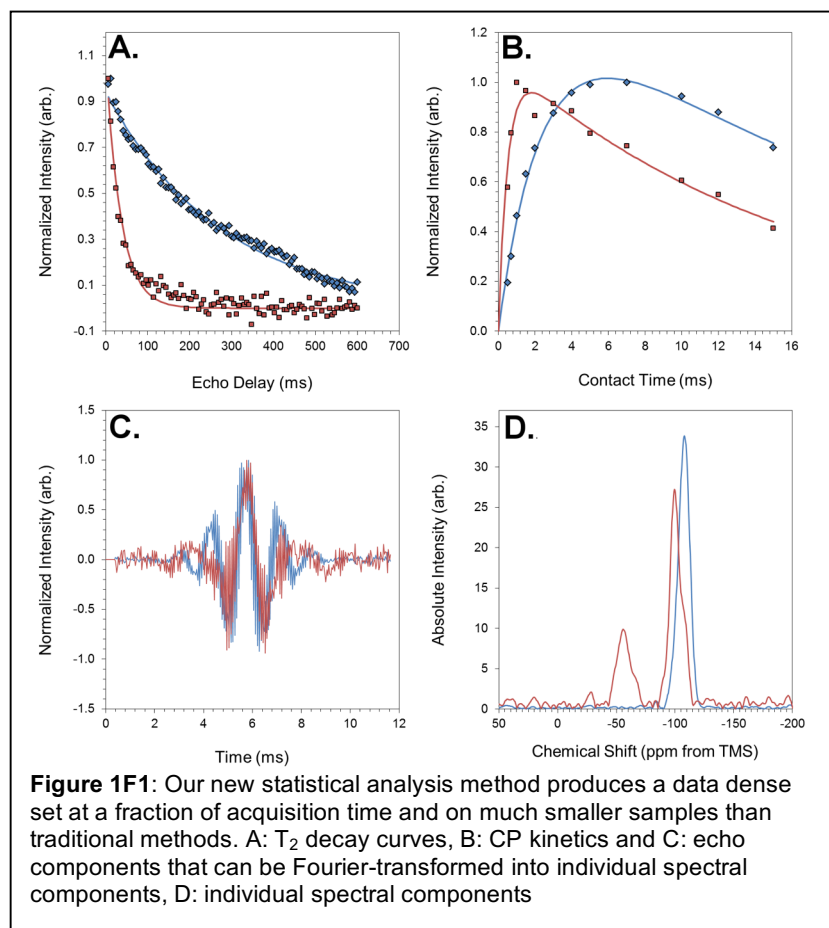 A.
Normalized Intensity (arb.)
1.1
0.9
0.7
0.5
0.3
0.1
-0.1
0 100 200 300 400 500 600 700
Echo Delay (ms)
B.
Normalized Intensity (arb.)
1.2
1.0
0.8
0.6
0.4
0.2
0.0
0 2 4 6 8 10 12 14 16
Contact Time (ms)
C.
Normalized Intensity (arb.)
1.5
1.0
0.5
0.0
-0.5
-1.0
-1.5
0 2 4 6 8 10 12
Time (ms)
D.
Absolute Intensity (arb.)
35
30
25
20
15
10
5
0
50 0 -50 -100 -150 -200
Chemical Shift (ppm from TMS)
Figure 1F1: Our new statistical analysis method produces a data dense
set at a fraction of acquisition time and on much smaller samples than
traditional methods. A: T₂ decay curves, B: CP kinetics and C: echo
components that can be Fourier-transformed into individual spectral
components, D: individual spectral components